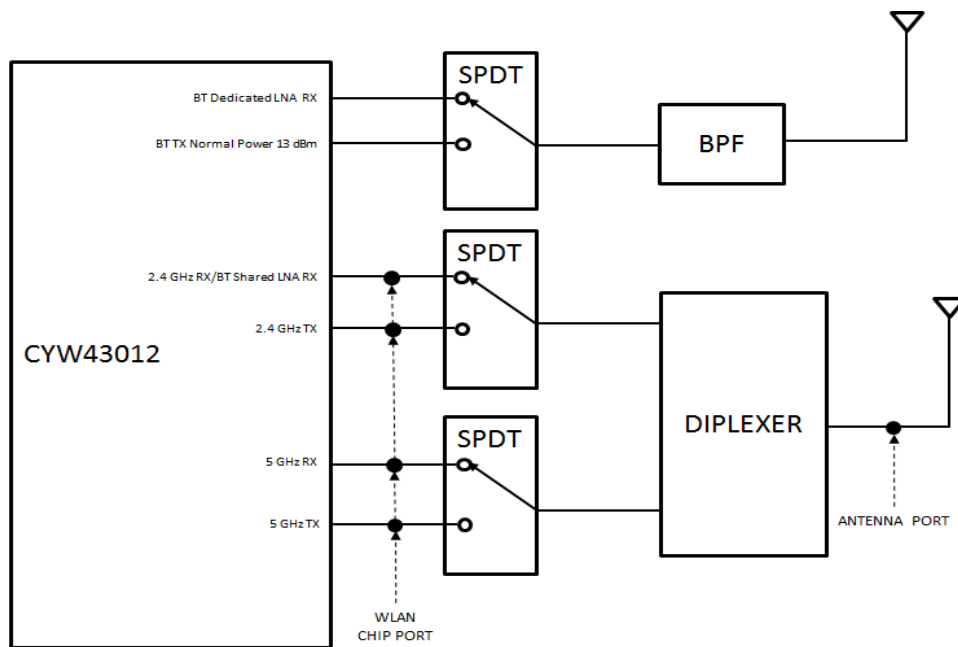 SPDT
BT Dedicated LNA RX
BT TX Normal Power 13 dBm
BPF
SPDT
2.4 GHz RX/BT Shared LNA RX
2.4 GHz TX
CYW43012
DIPLEXER
SPDT
5 GHz RX
5 GHz TX
ANTENNA PORT
WLAN
CHIP PORT